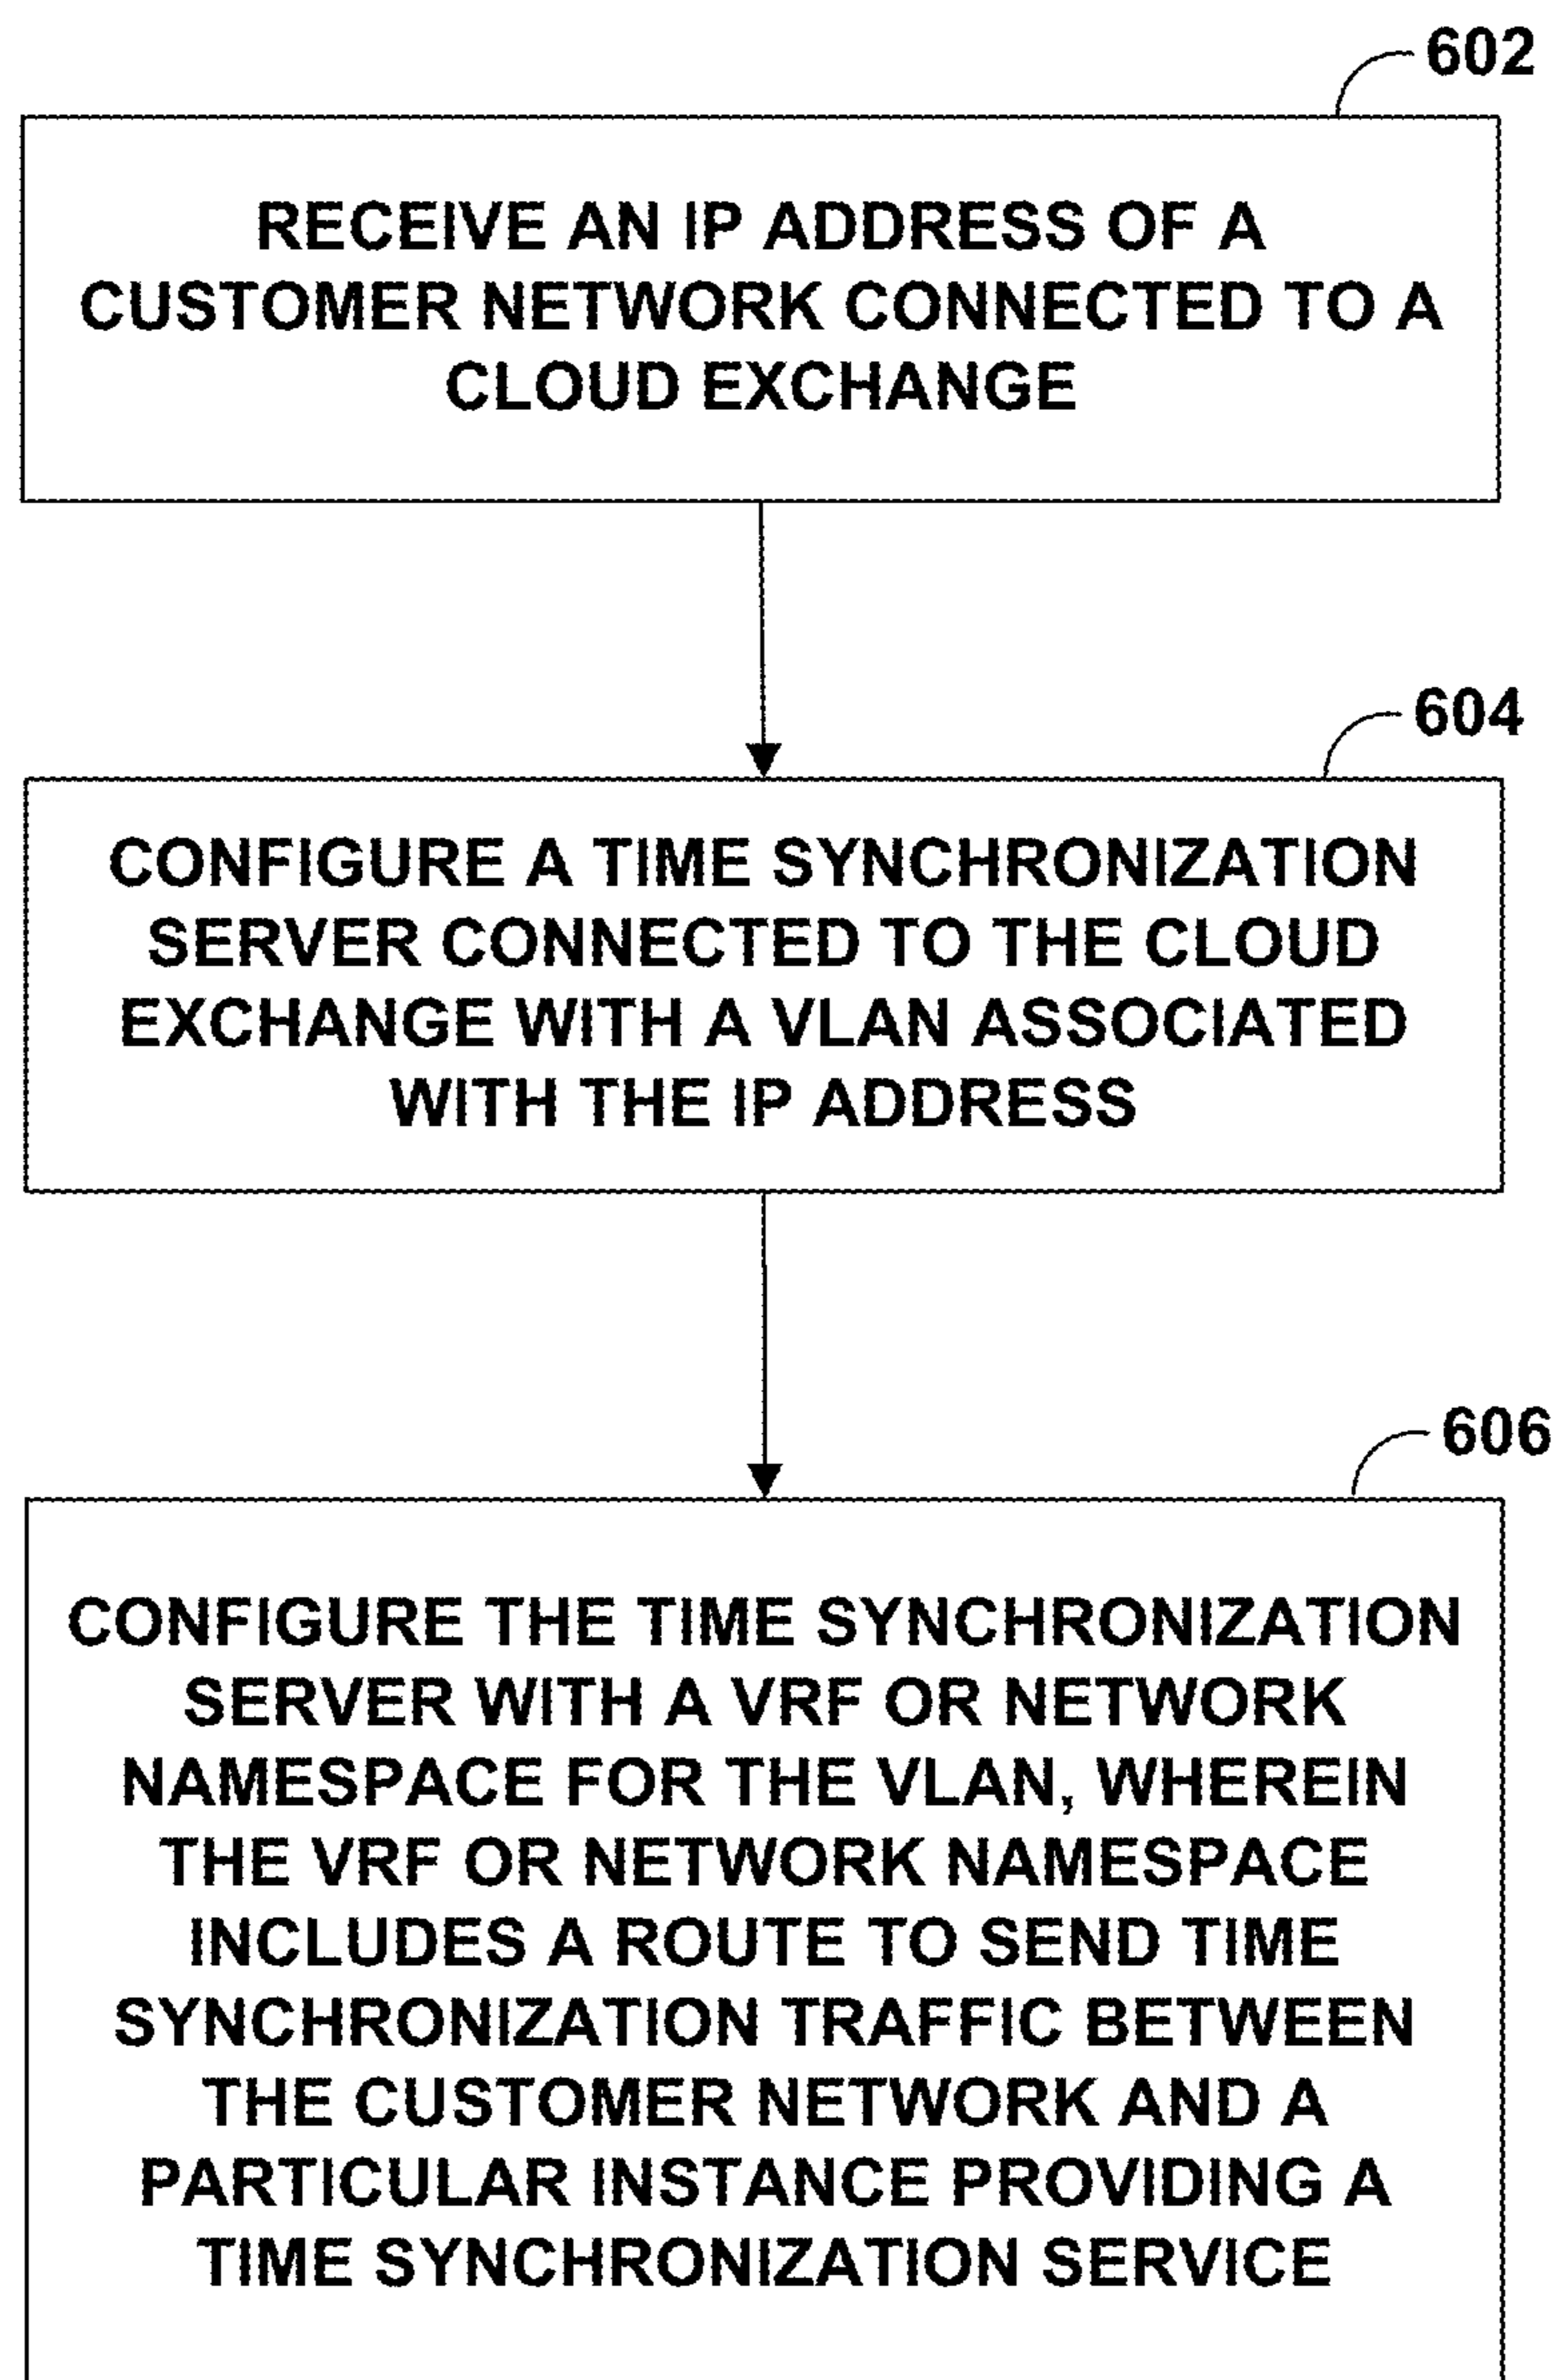 602
RECEIVE AN IP ADDRESS OF A
CUSTOMER NETWORK CONNECTED TO A
CLOUD EXCHANGE
604
CONFIGURE A TIME SYNCHRONIZATION
SERVER CONNECTED TO THE CLOUD
EXCHANGE WITH A VLAN ASSOCIATED
WITH THE IP ADDRESS
606
CONFIGURE THE TIME SYNCHRONIZATION
SERVER WITH A VRF OR NETWORK
NAMESPACE FOR THE VLAN, WHEREIN
THE VRF OR NETWORK NAMESPACE
INCLUDES A ROUTE TO SEND TIME
SYNCHRONIZATION TRAFFIC BETWEEN
THE CUSTOMER NETWORK AND A
PARTICULAR INSTANCE PROVIDING A
TIME SYNCHRONIZATION SERVICE